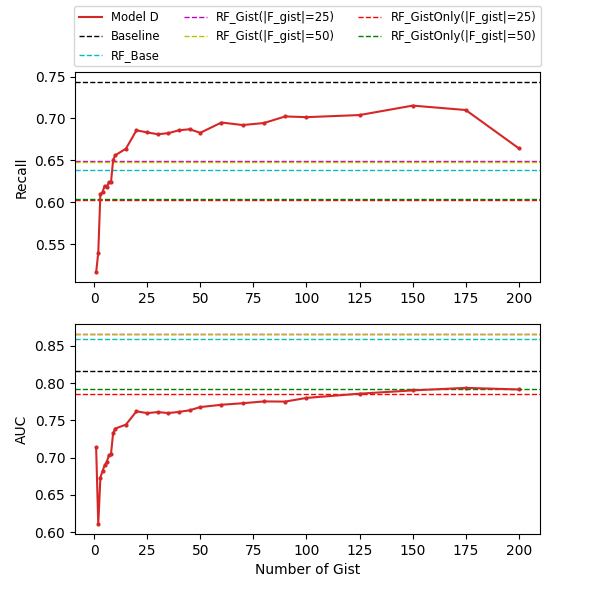 Model D
Baseline
RF_Base
RF_Gist(|F_gist|=25)
RF_Gist(|F_gist|=50)
RF_GistOnly(|F_gist|=25)
RF_GistOnly(|F_gist|=50)
0.75
0.70
0.65
0.60
0.55
Recall
0 25 50 75 100 125 150 175 200
0.85
0.80
0.75
0.70
0.65
0.60
AUC
0 25 50 75 100 125 150 175 200
Number of Gist